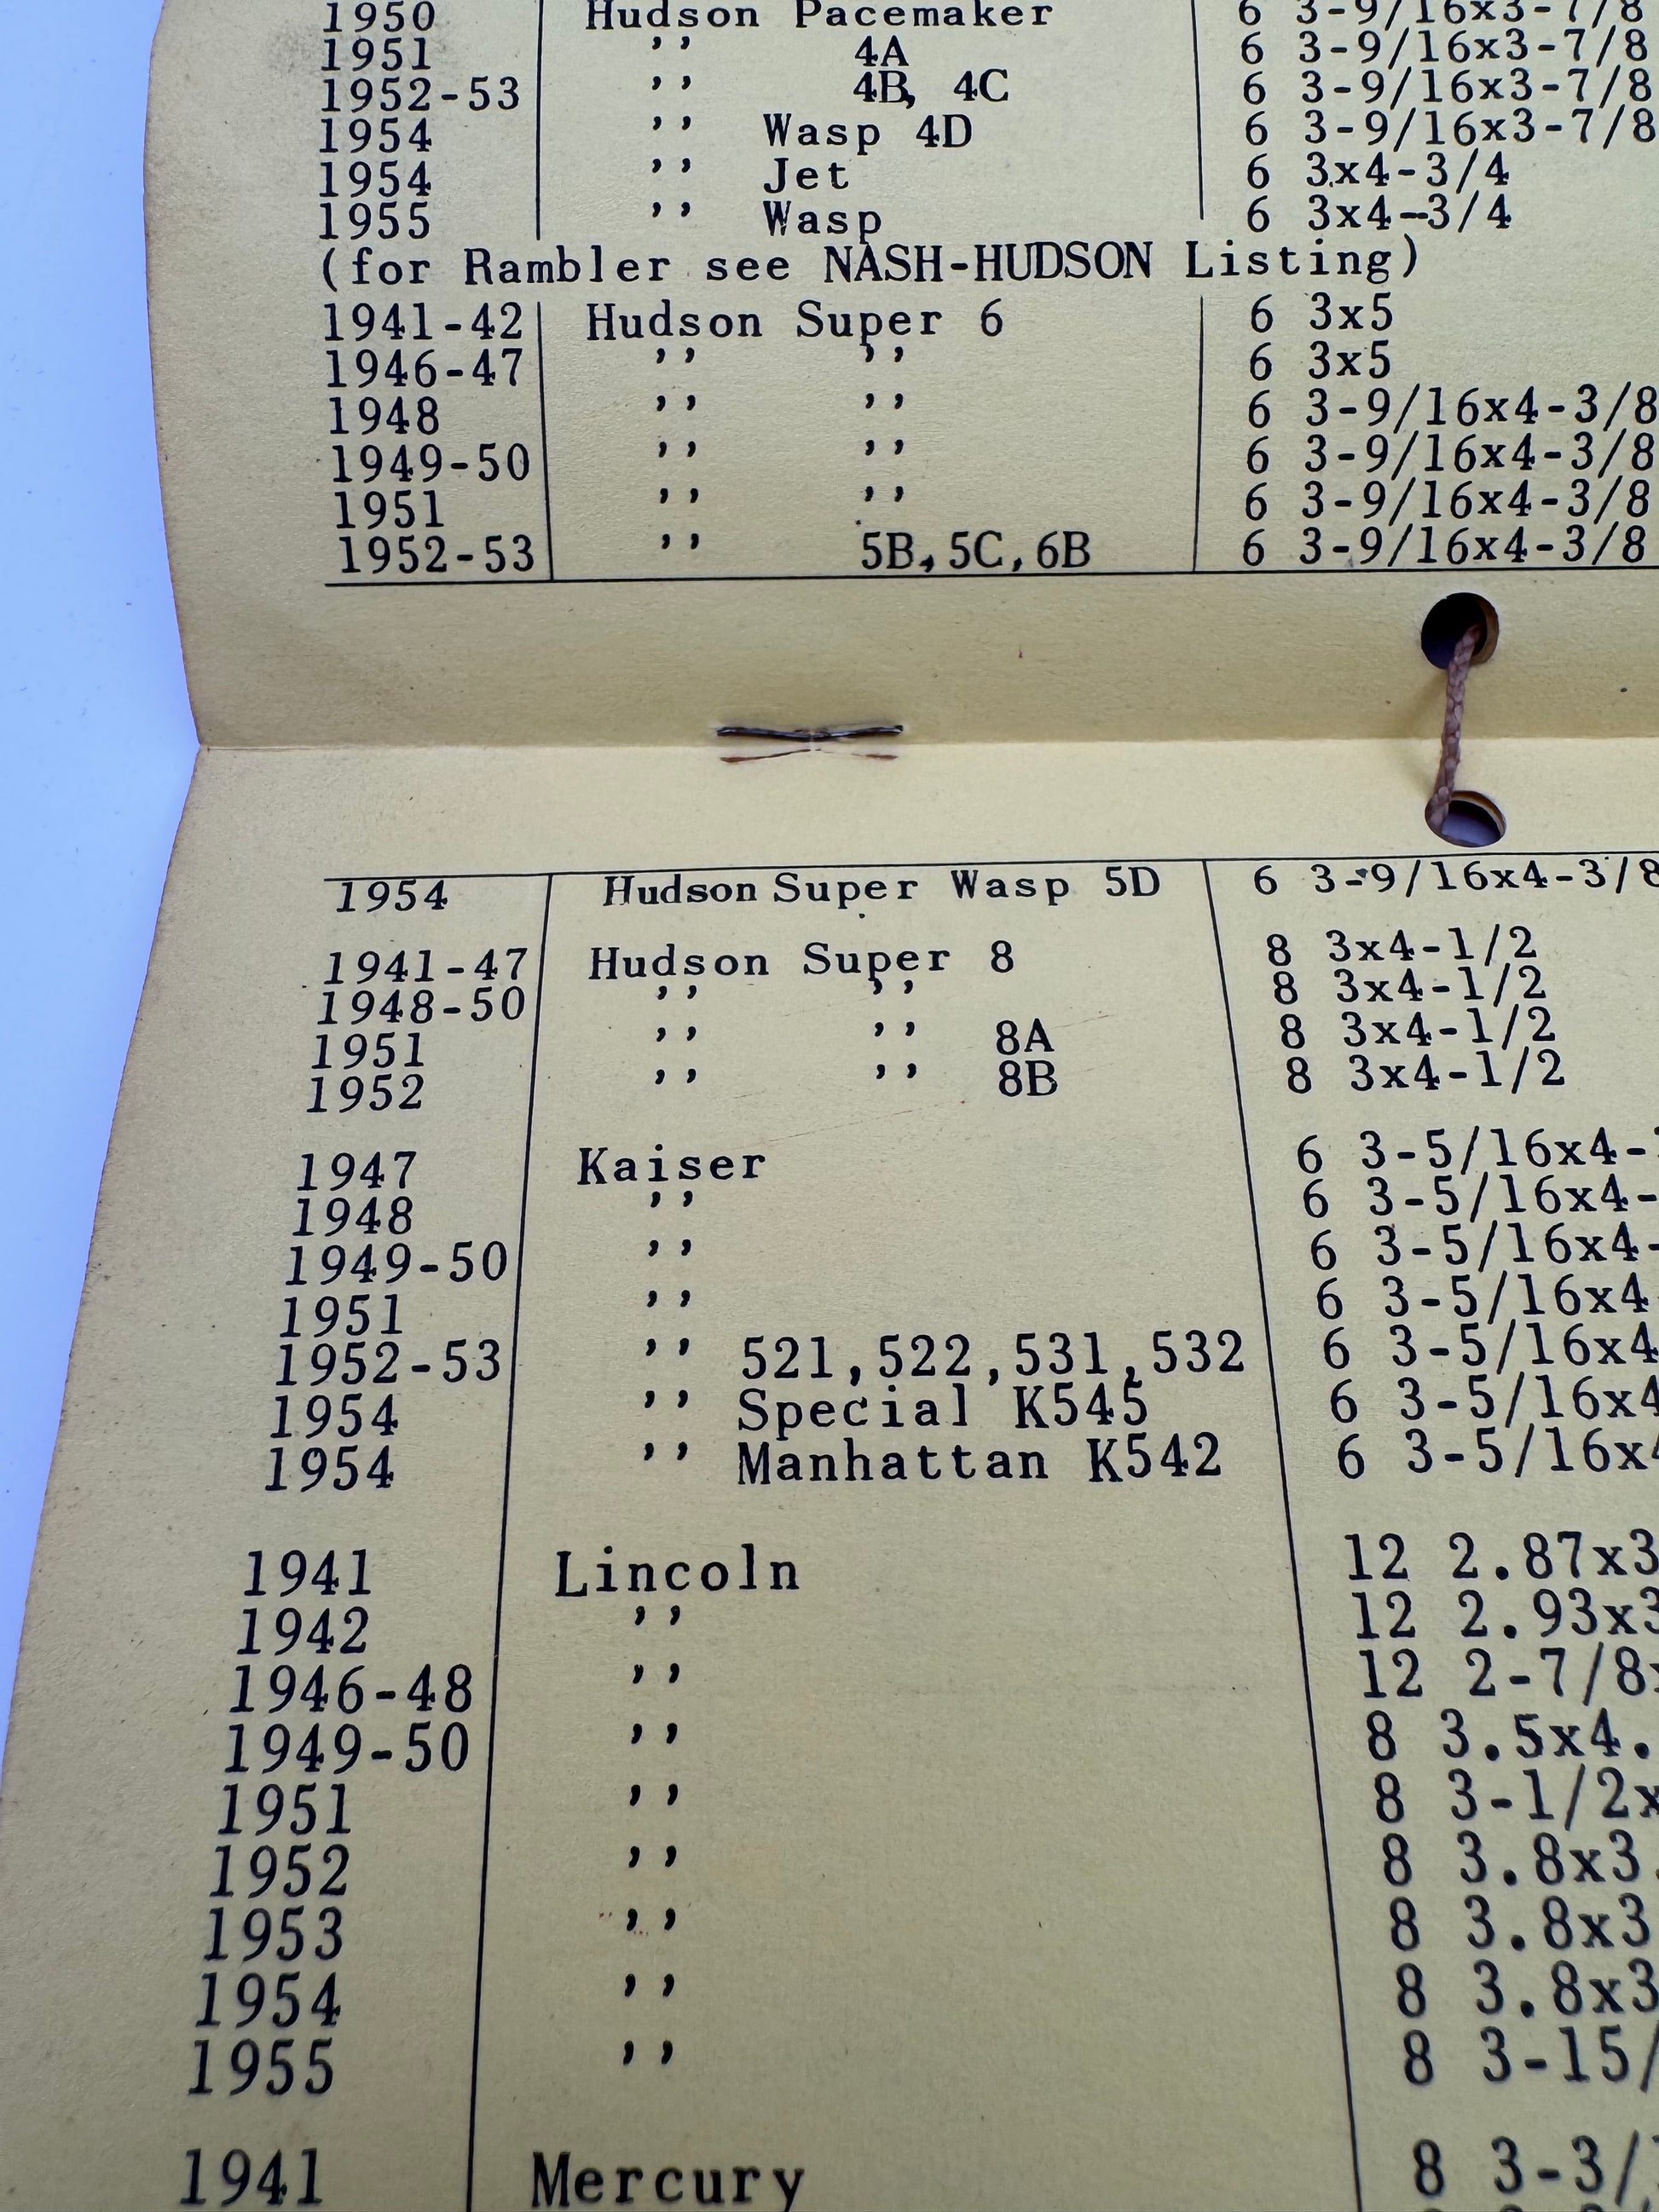 1950 Hudson Pacemaker 6 3-9/16x3-7/8
1951 ,, 4A 6 3-9/16x3-7/8
1952-53 ,, 4B, 4C 6 3-9/16x3-7/8
1954 ,, Wasp 4D 6 3-9/16x3-7/8
1954 ,, Jet 6 3x4-3/4
1955 ,, Wasp 6 3x4-3/4
(for Rambler see NASH-HUDSON Listing)
1941-42 Hudson Super 6 6 3x5
1946-47 ,, ,, 6 3x5
1948 ,, ,, 6 3-9/16x4-3/8
1949-50 ,, ,, 6 3-9/16x4-3/8
1951 ,, ,, 6 3-9/16x4-3/8
1952-53 ,, 5B,5C,6B 6 3-9/16x4-3/8
1954 Hudson Super Wasp 5D 6 3-9/16x4-3/8
1941-47 Hudson Super 8 8 3x4-1/2
1948-50 ,, ,, 8 3x4-1/2
1951 ,, ,, 8A 8 3x4-1/2
1952 ,, ,, 8B 8 3x4-1/2
1947 Kaiser 6 3-5/16x4-
1948 ,, 6 3-5/16x4-
1949-50 ,, 6 3-5/16x4-
1951 ,, 6 3-5/16x4
1952-53 ,, 521,522,531,532 6 3-5/16x4
1954 ,, Special K545 6 3-5/16x4
1954 ,, Manhattan K542 6 3-5/16x4
1941 Lincoln 12 2.87x3
1942 ,, 12 2.93x3
1946-48 ,, 12 2-7/8x
1949-50 ,, 8 3.5x4.
1951 ,, 8 3-1/2x
1952 ,, 8 3.8x3.
1953 ,, 8 3.8x3
1954 ,, 8 3.8x3
1955 ,, 8 3-15/
1941 Mercury 8 3-3/